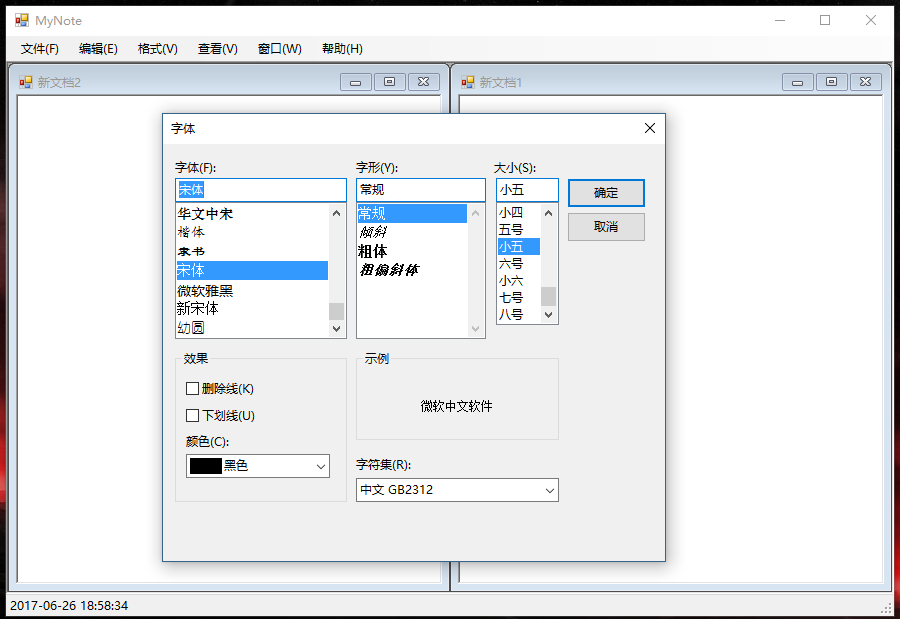 MyNote
文件(F) 编辑(E) 格式(V) 查看(V) 窗口(W) 帮助(H)
新文档2
新文档1
字体
字体(F):
宋体
华文中宋
楷体
隶书
宋体
微软雅黑
新宋体
幼圆
字形(Y):
常规
常规
倾斜
粗体
粗偏斜体
大小(S):
小五
小四
五号
小五
六号
小六
七号
八号
确定
取消
效果
删除线(K)
下划线(U)
颜色(C):
黑色
示例
微软中文软件
字符集(R):
中文 GB2312
2017-06-26 18:58:34